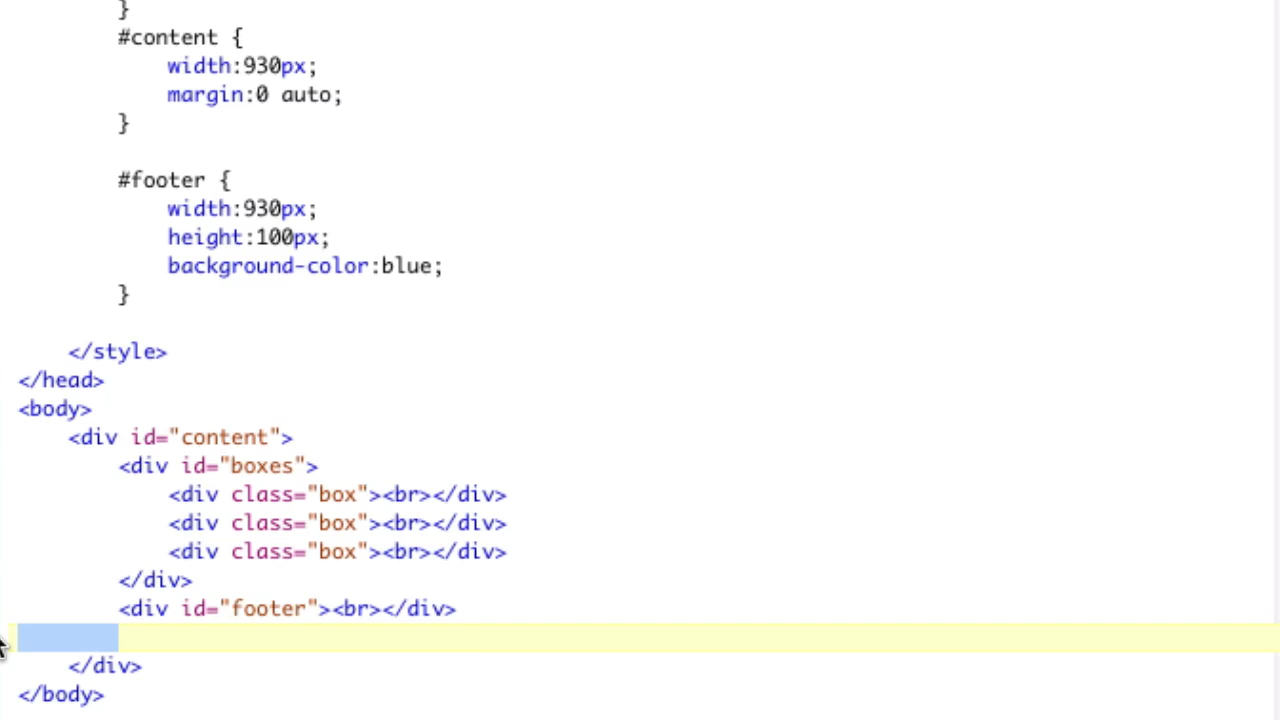 }
#content {
width:930px;
margin:0 auto;
}
#footer {
width:930px;
height:100px;
background-color:blue;
}
</style>
</head>
<body>
<div id="content">
<div id="boxes">
<div class="box"><br></div>
<div class="box"><br></div>
<div class="box"><br></div>
</div>
<div id="footer"><br></div>
</div>
</body>